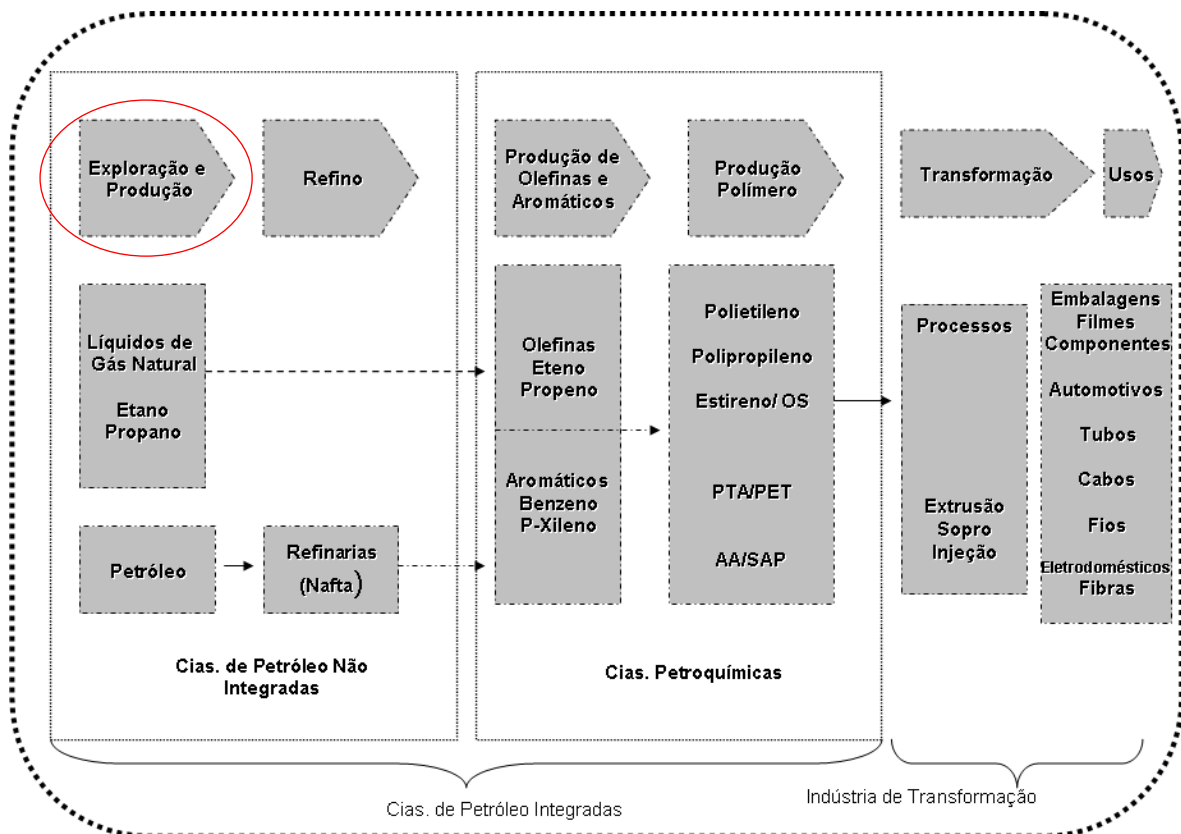 Exploração e
Produção
Refino
Produção de
Olefinas e
Aromáticos
Produção
Polímero
Transformação
Usos
Líquidos de
Gás Natural
Etano
Propano
Petróleo
Refinarias
(Nafta)
Olefinas
Eteno
Propeno
Aromáticos
Benzeno
P-Xileno
Polietileno
Polipropileno
Estireno/ OS
PTA/PET
AA/SAP
Processos
Extrusão
Sopro
Injeção
Embalagens
Filmes
Componentes
Automotivos
Tubos
Cabos
Fios
Eletrodomésticos
Fibras
Cias. de Petróleo Não
Integradas
Cias. Petroquímicas
Cias. de Petróleo Integradas
Indústria de Transformação